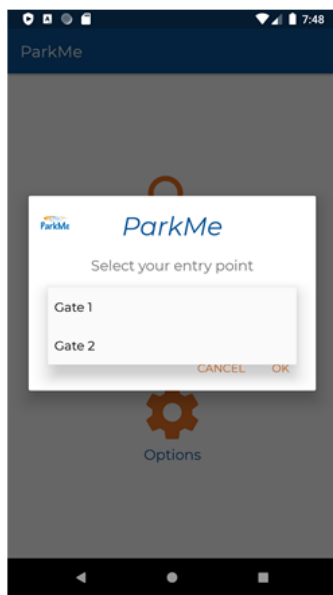 7:48
ParkMe
ParkMe
ParkMe
Select your entry point
Gate 1
Gate 2
CANCEL OK
Options